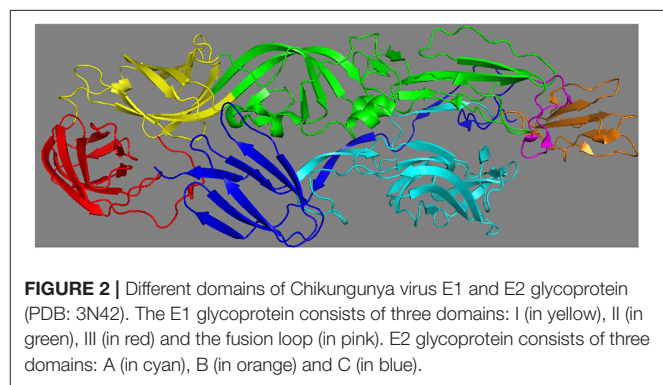 FIGURE 2 | Different domains of Chikungunya virus E1 and E2 glycoprotein
(PDB: 3N42). The E1 glycoprotein consists of three domains: I (in yellow), II (in
green), III (in red) and the fusion loop (in pink). E2 glycoprotein consists of three
domains: A (in cyan), B (in orange) and C (in blue).